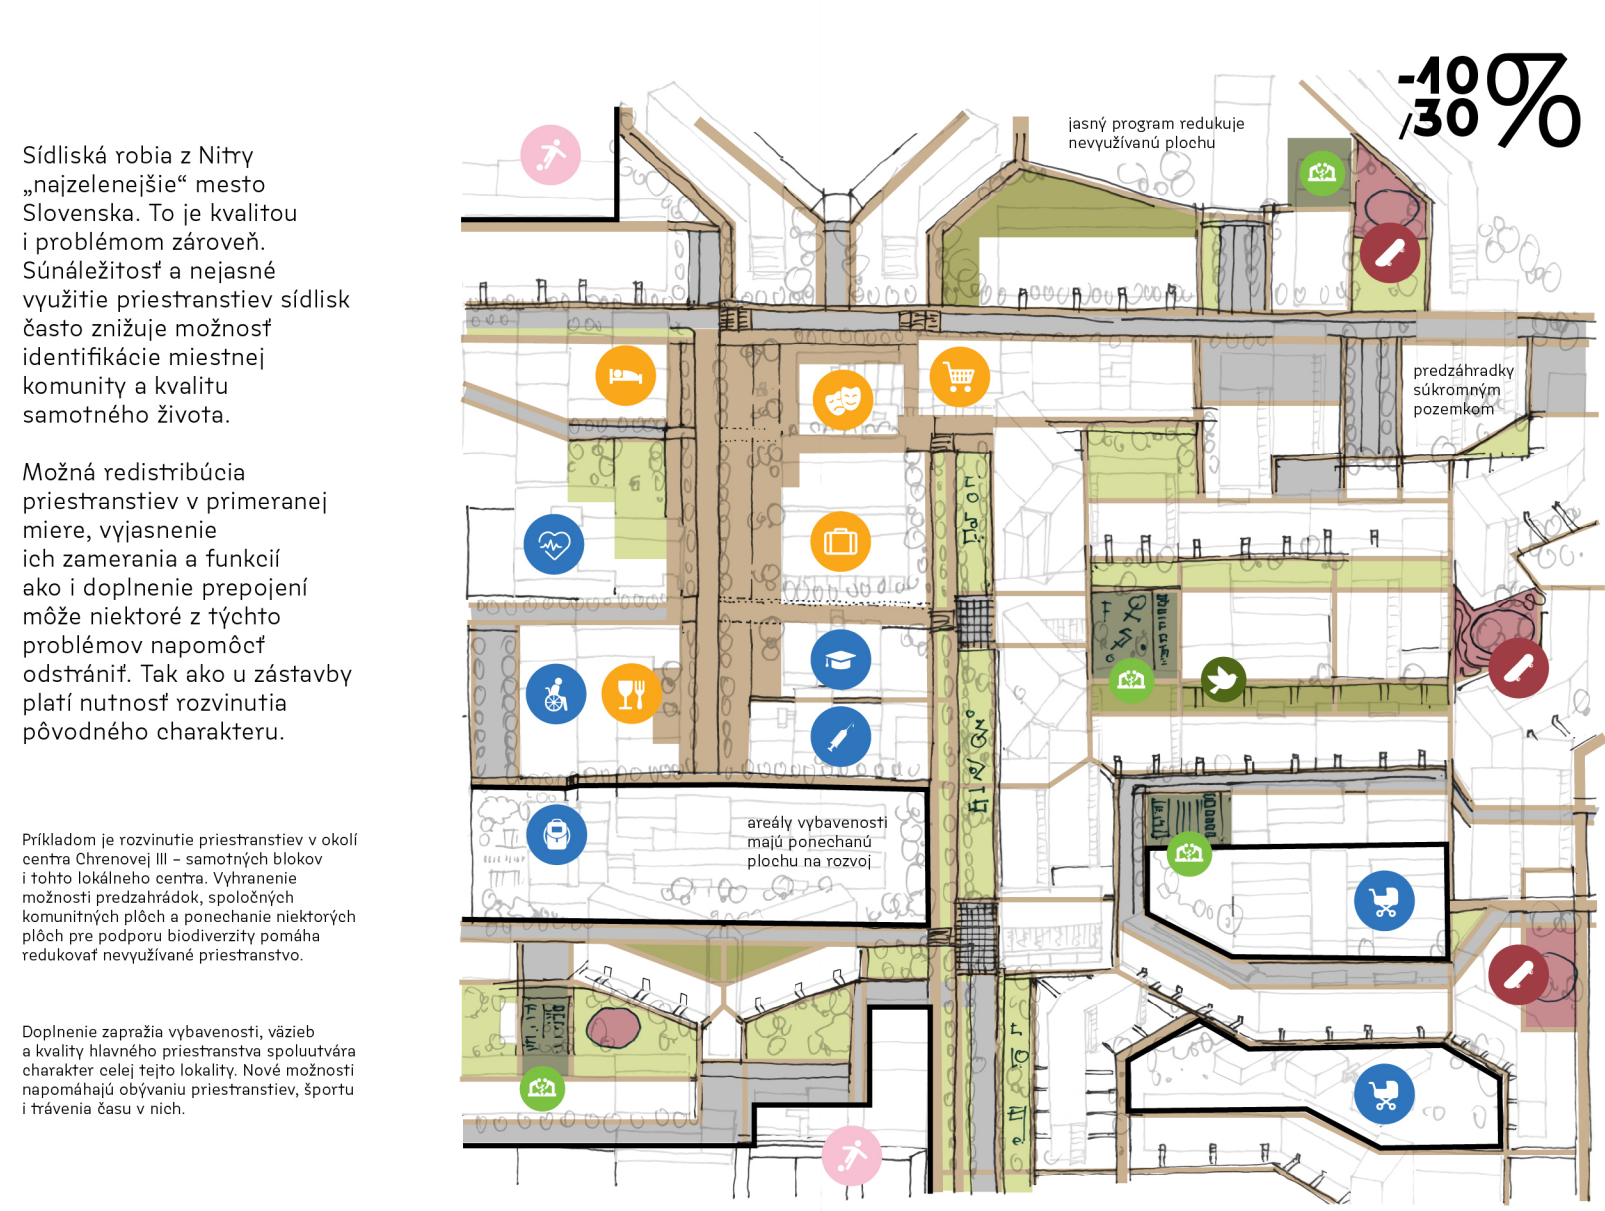 -10
/30 %
Sídliská robia z Nitry
„najzelenejšie“ mesto
Slovenska. To je kvalitou
i problémom zároveň.
Súnáležitosť a nejasné
využitie priestranstiev sídlisk
často znižuje možnosť
identifikácie miestnej
komunity a kvalitu
samotného života.
Možná redistribúcia
priestranstiev v primeranej
miere, vyjasnenie
ich zamerania a funkcií
ako i doplnenie prepojení
môže niektoré z týchto
problémov napomôcť
odstrániť. Tak ako u zástavby
platí nutnosť rozvinutia
pôvodného charakteru.
Príkladom je rozvinutie priestranstiev v okolí
centra Chrenovej III – samotných blokov
i tohto lokálneho centra. Vyhranenie
možnosti predzahrádok, spoločných
komunitných plôch a ponechanie niektorých
plôch pre podporu biodiverzity pomáha
redukovať nevyužívané priestranstvo.
Doplnenie zapražia vybavenosti, väzieb
a kvality hlavného priestranstva spoluutvára
charakter celej tejto lokality. Nové možnosti
napomáhajú obývaniu priestranstiev, športu
i trávenia času v nich.
jasný program redukuje
nevyužívanú plochu
predzáhradky
súkromným
pozemkom
areály vybavenosti
majú ponechanú
plochu na rozvoj